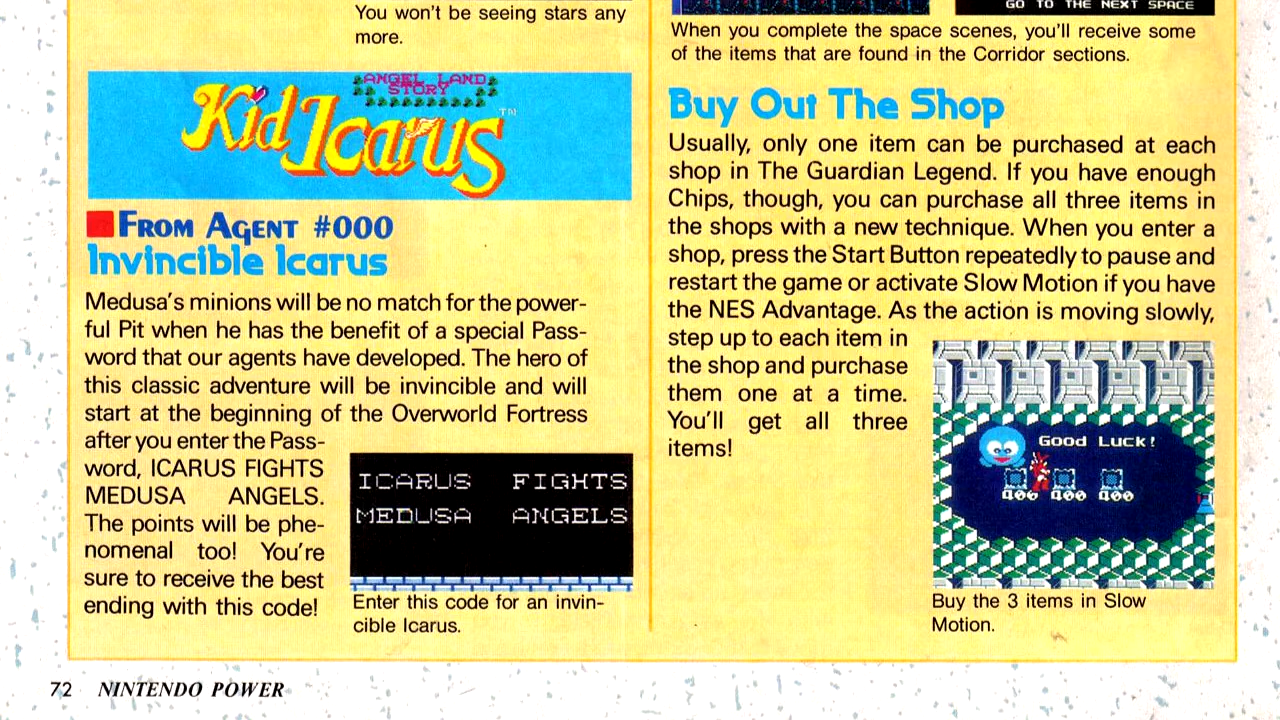 You won't be seeing stars any
more.
ANGEL LAND
STORY
Kid Icarus™
FROM AGENT #000
Invincible Icarus
Medusa's minions will be no match for the power-
ful Pit when he has the benefit of a special Pass-
word that our agents have developed. The hero of
this classic adventure will be invincible and will
start at the beginning of the Overworld Fortress
after you enter the Pass-
word, ICARUS FIGHTS
MEDUSA ANGELS.
The points will be phe-
nomenal too! You're
sure to receive the best
ending with this code!
ICARUS FIGHTS
MEDUSA ANGELS
Enter this code for an invin-
cible Icarus.
GO TO THE NEXT SPACE
When you complete the space scenes, you'll receive some
of the items that are found in the Corridor sections.
Buy Out The Shop
Usually, only one item can be purchased at each
shop in The Guardian Legend. If you have enough
Chips, though, you can purchase all three items in
the shops with a new technique. When you enter a
shop, press the Start Button repeatedly to pause and
restart the game or activate Slow Motion if you have
the NES Advantage. As the action is moving slowly,
step up to each item in
the shop and purchase
them one at a time.
You'll get all three
items!
Good Luck!
400 400 400
Buy the 3 items in Slow
Motion.
72 NINTENDO POWER